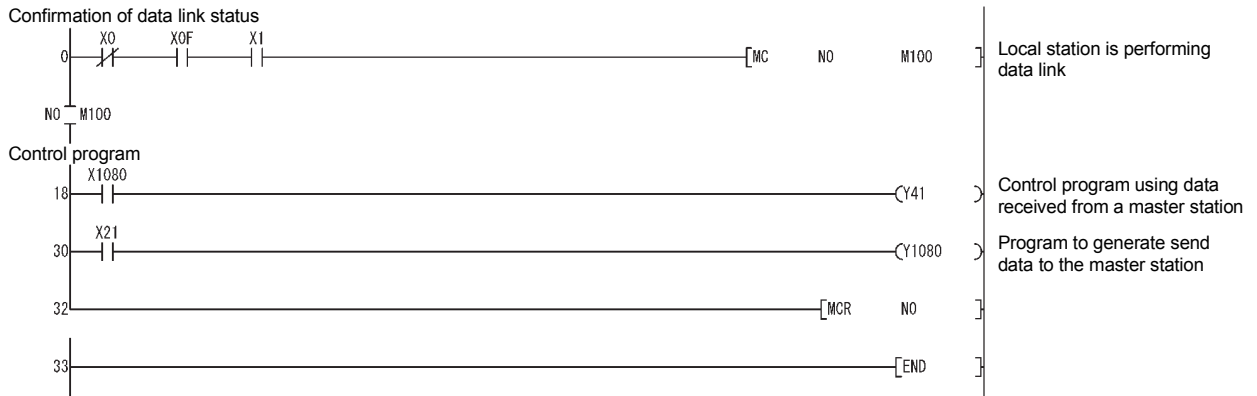 Confirmation of data link status
X0 X0F X1
0 MC N0 M100 Local station is performing
data link
N0 M100
Control program
X1080
18 Y41 Control program using data
received from a master station
X21
30 Y1080 Program to generate send
data to the master station
32 MCR N0
33 END